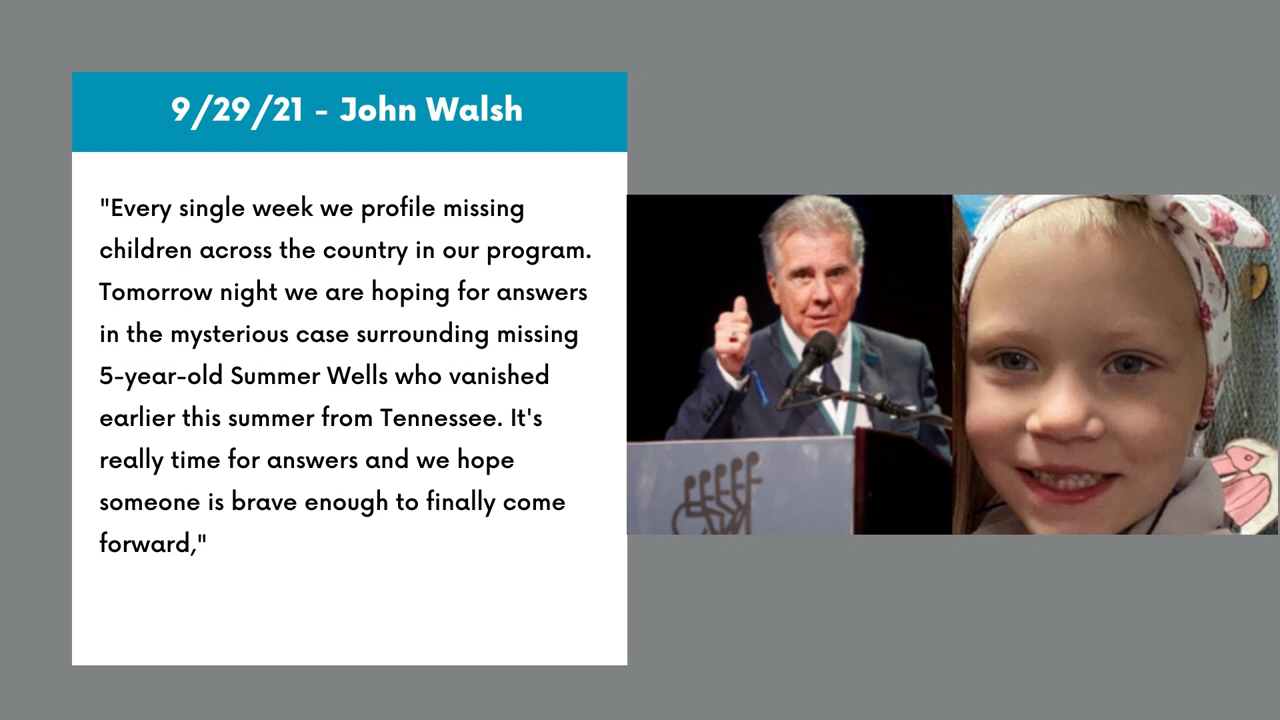 9/29/21 - John Walsh
"Every single week we profile missing
children across the country in our program.
Tomorrow night we are hoping for answers
in the mysterious case surrounding missing
5-year-old Summer Wells who vanished
earlier this summer from Tennessee. It's
really time for answers and we hope
someone is brave enough to finally come
forward,"